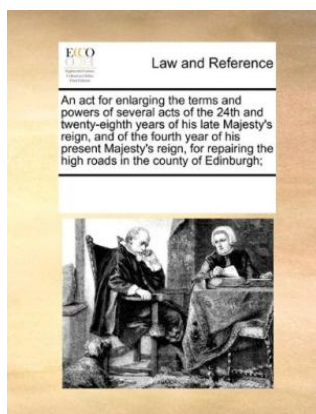 ECCO
Law and Reference
An act for enlarging the terms and
powers of several acts of the 24th and
twenty-eighth years of his late Majesty's
reign, and of the fourth year of his
present Majesty's reign, for repairing the
high roads in the county of Edinburgh;